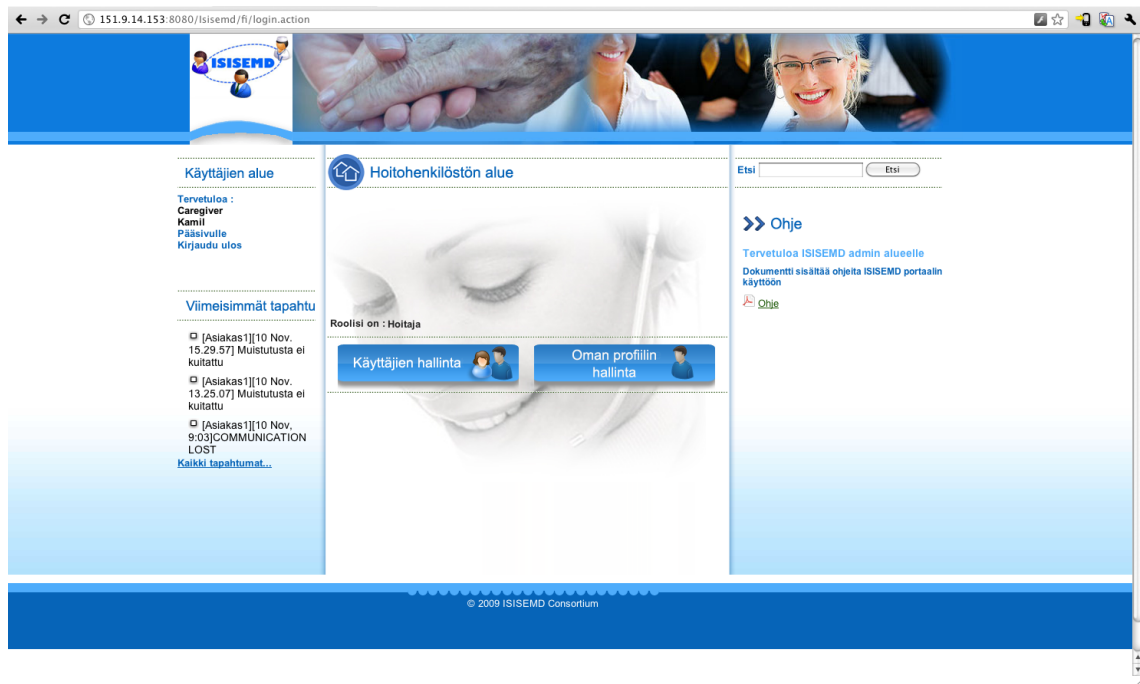 151.9.14.153:8080/Isisemd/fi/login.action
ISISEMD
Käyttäjien alue
Tervetuloa :
Caregiver
Kamil
Pääsivulle
Kirjaudu ulos
Viimeisimmät tapahtu
[Asiakas1][10 Nov.
15.29.57] Muistutusta ei
kuitattu
[Asiakas1][10 Nov.
13.25.07] Muistutusta ei
kuitattu
[Asiakas1][10 Nov,
9:03]COMMUNICATION
LOST
Kaikki tapahtumat...
Hoitohenkilöstön alue
Roolisi on : Hoitaja
Käyttäjien hallinta
Oman profiilin
hallinta
Etsi
Etsi
Ohje
Tervetuloa ISISEMD admin alueelle
Dokumentti sisältää ohjeita ISISEMD portaalin
käyttöön
Ohje
© 2009 ISISEMD Consortium